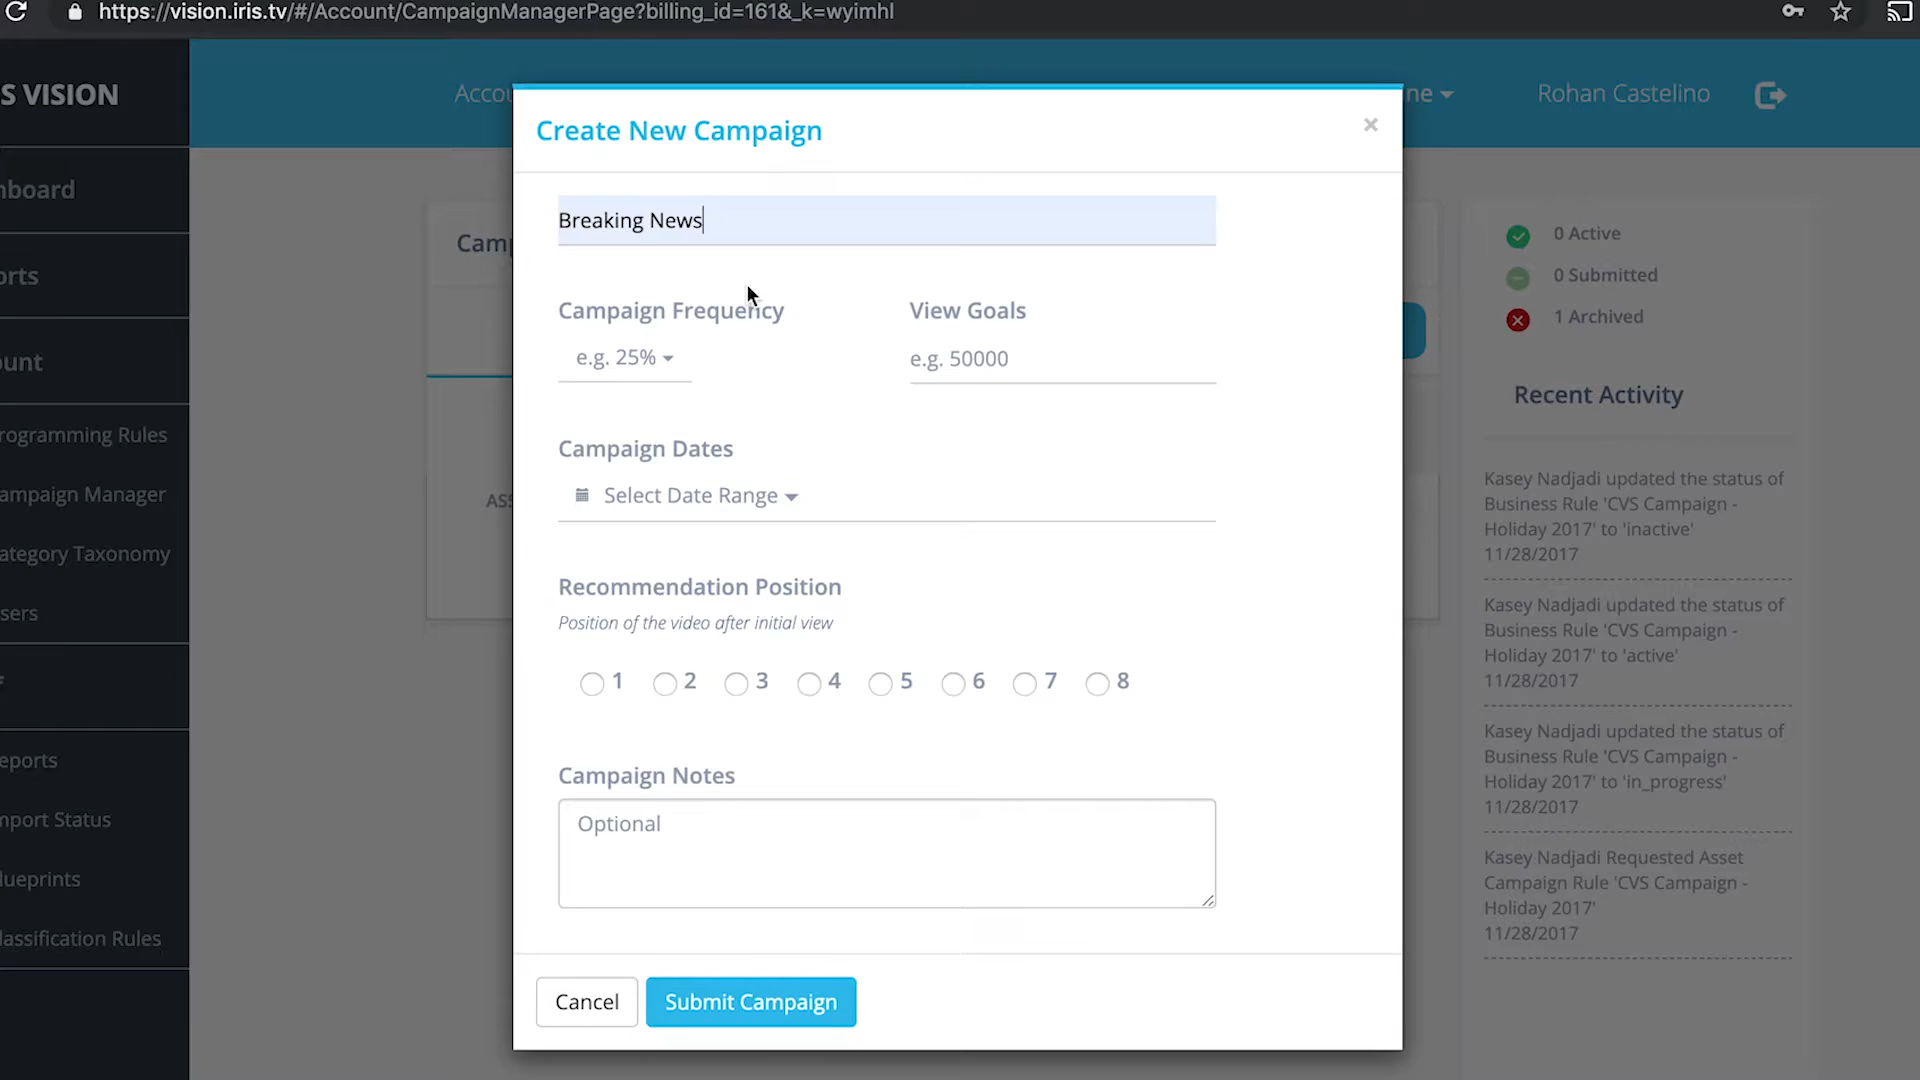 https://vision.iris.tv/#/Account/CampaignManagerPage?billing_id=161&_k=wyimhl
S VISION
Accou
ne
Rohan Castelino
Create New Campaign
×
nboard
orts
ount
rogramming Rules
ampaign Manager
ategory Taxonomy
sers
eports
mport Status
lueprints
lassification Rules
Camp
ASS
Breaking News
Campaign Frequency
View Goals
e.g. 25%
e.g. 50000
Campaign Dates
Select Date Range
Recommendation Position
Position of the video after initial view
1 2 3 4 5 6 7 8
Campaign Notes
Optional
Cancel
Submit Campaign
0 Active
0 Submitted
1 Archived
Recent Activity
Kasey Nadjadi updated the status of
Business Rule 'CVS Campaign -
Holiday 2017' to 'inactive'
11/28/2017
Kasey Nadjadi updated the status of
Business Rule 'CVS Campaign -
Holiday 2017' to 'active'
11/28/2017
Kasey Nadjadi updated the status of
Business Rule 'CVS Campaign -
Holiday 2017' to 'in_progress'
11/28/2017
Kasey Nadjadi Requested Asset
Campaign Rule 'CVS Campaign -
Holiday 2017'
11/28/2017